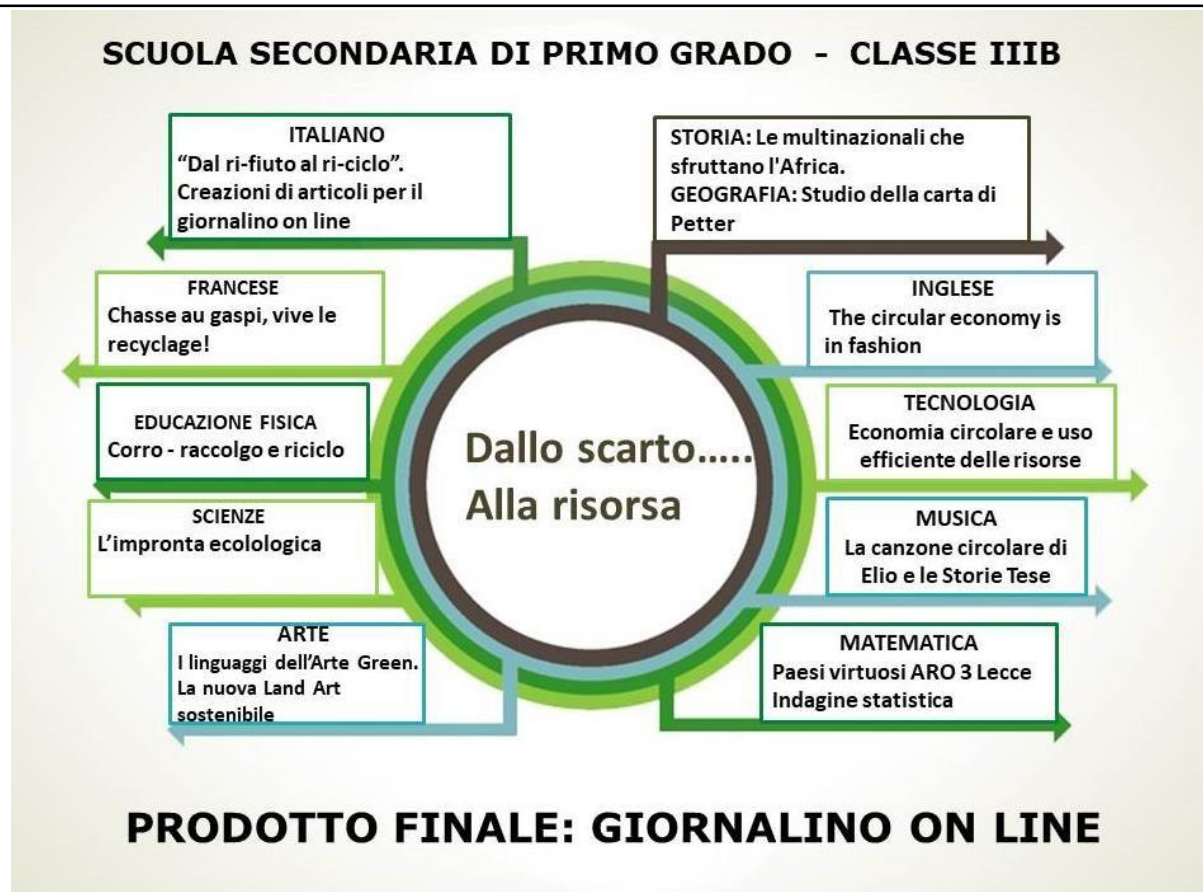 SCUOLA SECONDARIA DI PRIMO GRADO - CLASSE IIIB
ITALIANO
“Dal ri-fiuto al ri-ciclo”.
Creazioni di articoli per il
giornalino on line
STORIA: Le multinazionali che
sfruttano l'Africa.
GEOGRAFIA: Studio della carta di
Petter
FRANCESE
Chasse au gaspi, vive le
recyclage!
INGLESE
The circular economy is
in fashion
EDUCAZIONE FISICA
Corro - raccolgo e riciclo
TECNOLOGIA
Economia circolare e uso
efficiente delle risorse
Dallo scarto.....
Alla risorsa
SCIENZE
L’impronta ecolologica
MUSICA
La canzone circolare di
Elio e le Storie Tese
ARTE
I linguaggi dell’Arte Green.
La nuova Land Art
sostenibile
MATEMATICA
Paesi virtuosi ARO 3 Lecce
Indagine statistica
PRODOTTO FINALE: GIORNALINO ON LINE